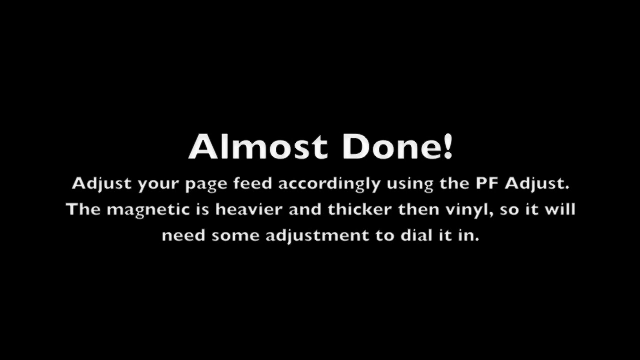 Almost Done!
Adjust your page feed accordingly using the PF Adjust.
The magnetic is heavier and thicker then vinyl, so it will
need some adjustment to dial it in.